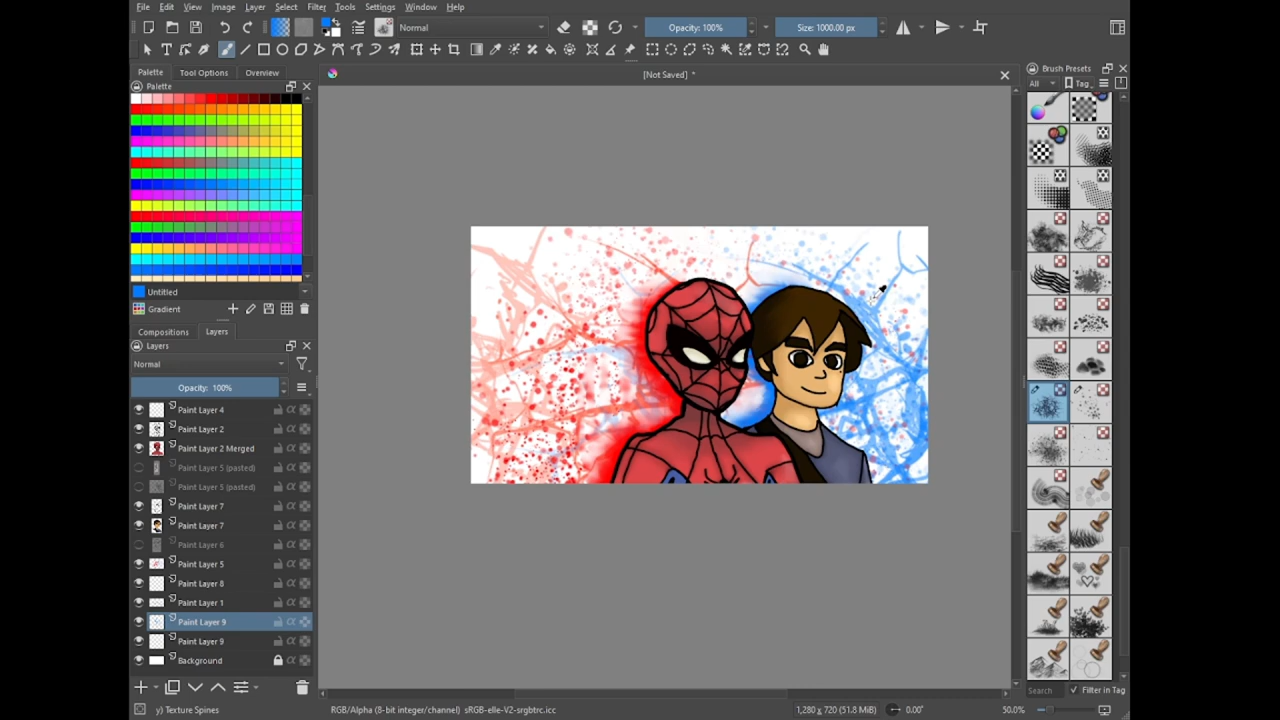 File Edit View Image Layer Select Filter Tools Settings Window Help
Normal
Opacity: 100%
Size: 1000.00 px
Palette Tool Options Overview
[Not Saved] *
Brush Presets
Palette
All
Tag
Untitled
Gradient
Compositions Layers
Layers
Normal
Opacity: 100%
Paint Layer 4
Paint Layer 2
Paint Layer 2 Merged
Paint Layer 5 (pasted)
Paint Layer 5 (pasted)
Paint Layer 7
Paint Layer 7
Paint Layer 6
Paint Layer 5
Paint Layer 8
Paint Layer 1
Paint Layer 9
Paint Layer 9
Background
Search
Filter in Tag
y) Texture Spines
RGB/Alpha (8-bit integer/channel) sRGB-elle-V2-srgbtrc.icc
1,280 x 720 (51.8 MiB)
0.00°
50.0%